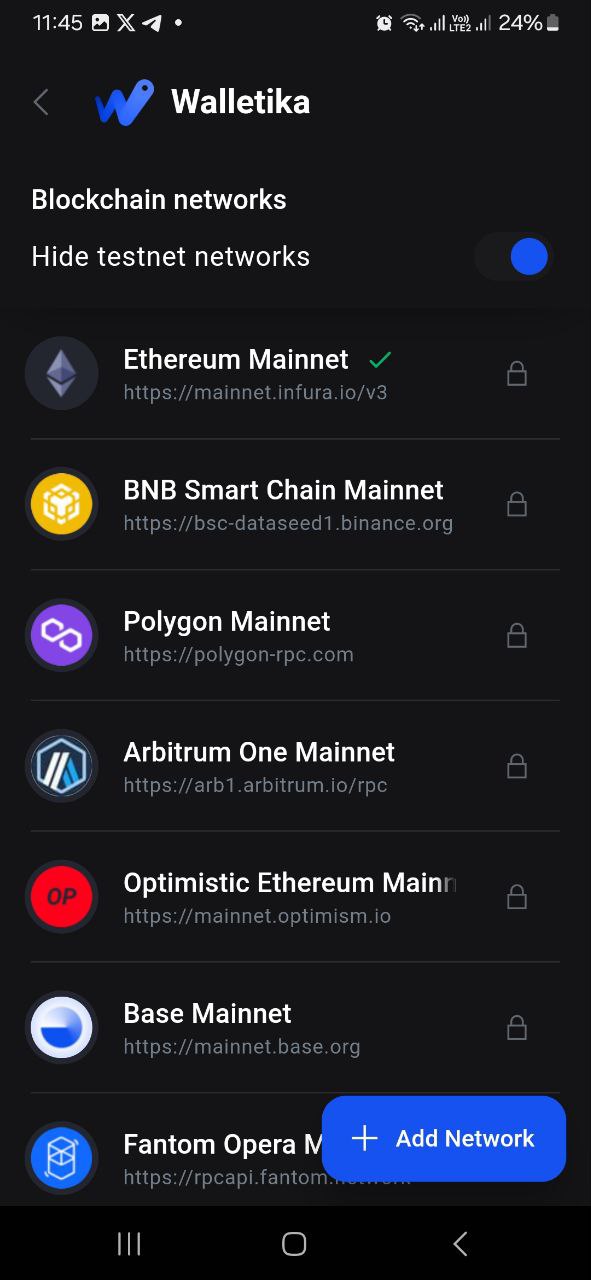 11:45
Vo))
LTE2
24%
Walletika
Blockchain networks
Hide testnet networks
Ethereum Mainnet
https://mainnet.infura.io/v3
BNB Smart Chain Mainnet
https://bsc-dataseed1.binance.org
Polygon Mainnet
https://polygon-rpc.com
Arbitrum One Mainnet
https://arb1.arbitrum.io/rpc
OP
Optimistic Ethereum Mainn
https://mainnet.optimism.io
Base Mainnet
https://mainnet.base.org
Fantom Opera M
https://rpcapi.fantom.network
Add Network